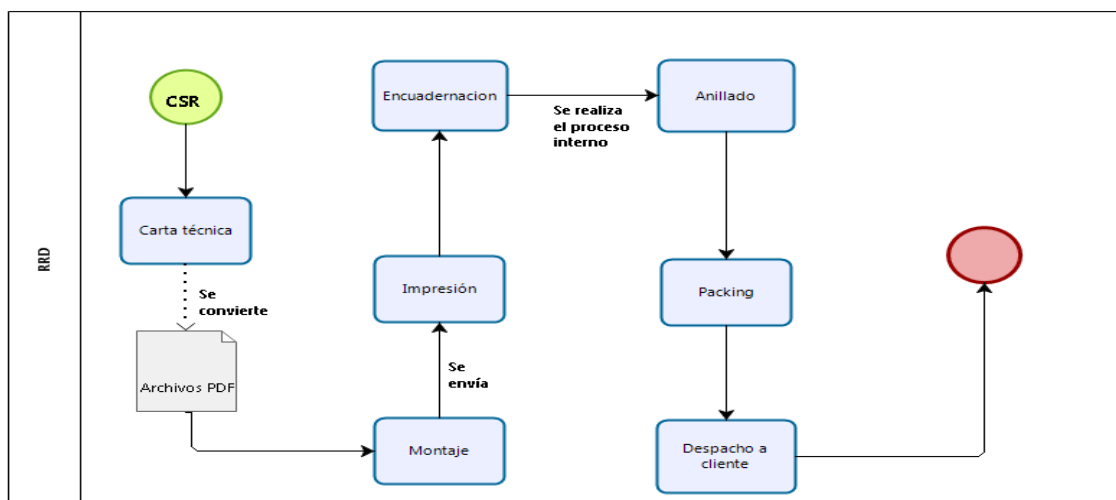 RRD
CSR
Carta técnica
Se
convierte
Archivos PDF
Montaje
Se
envía
Impresión
Encuadernacion
Se realiza
el proceso
interno
Anillado
Packing
Despacho a
cliente